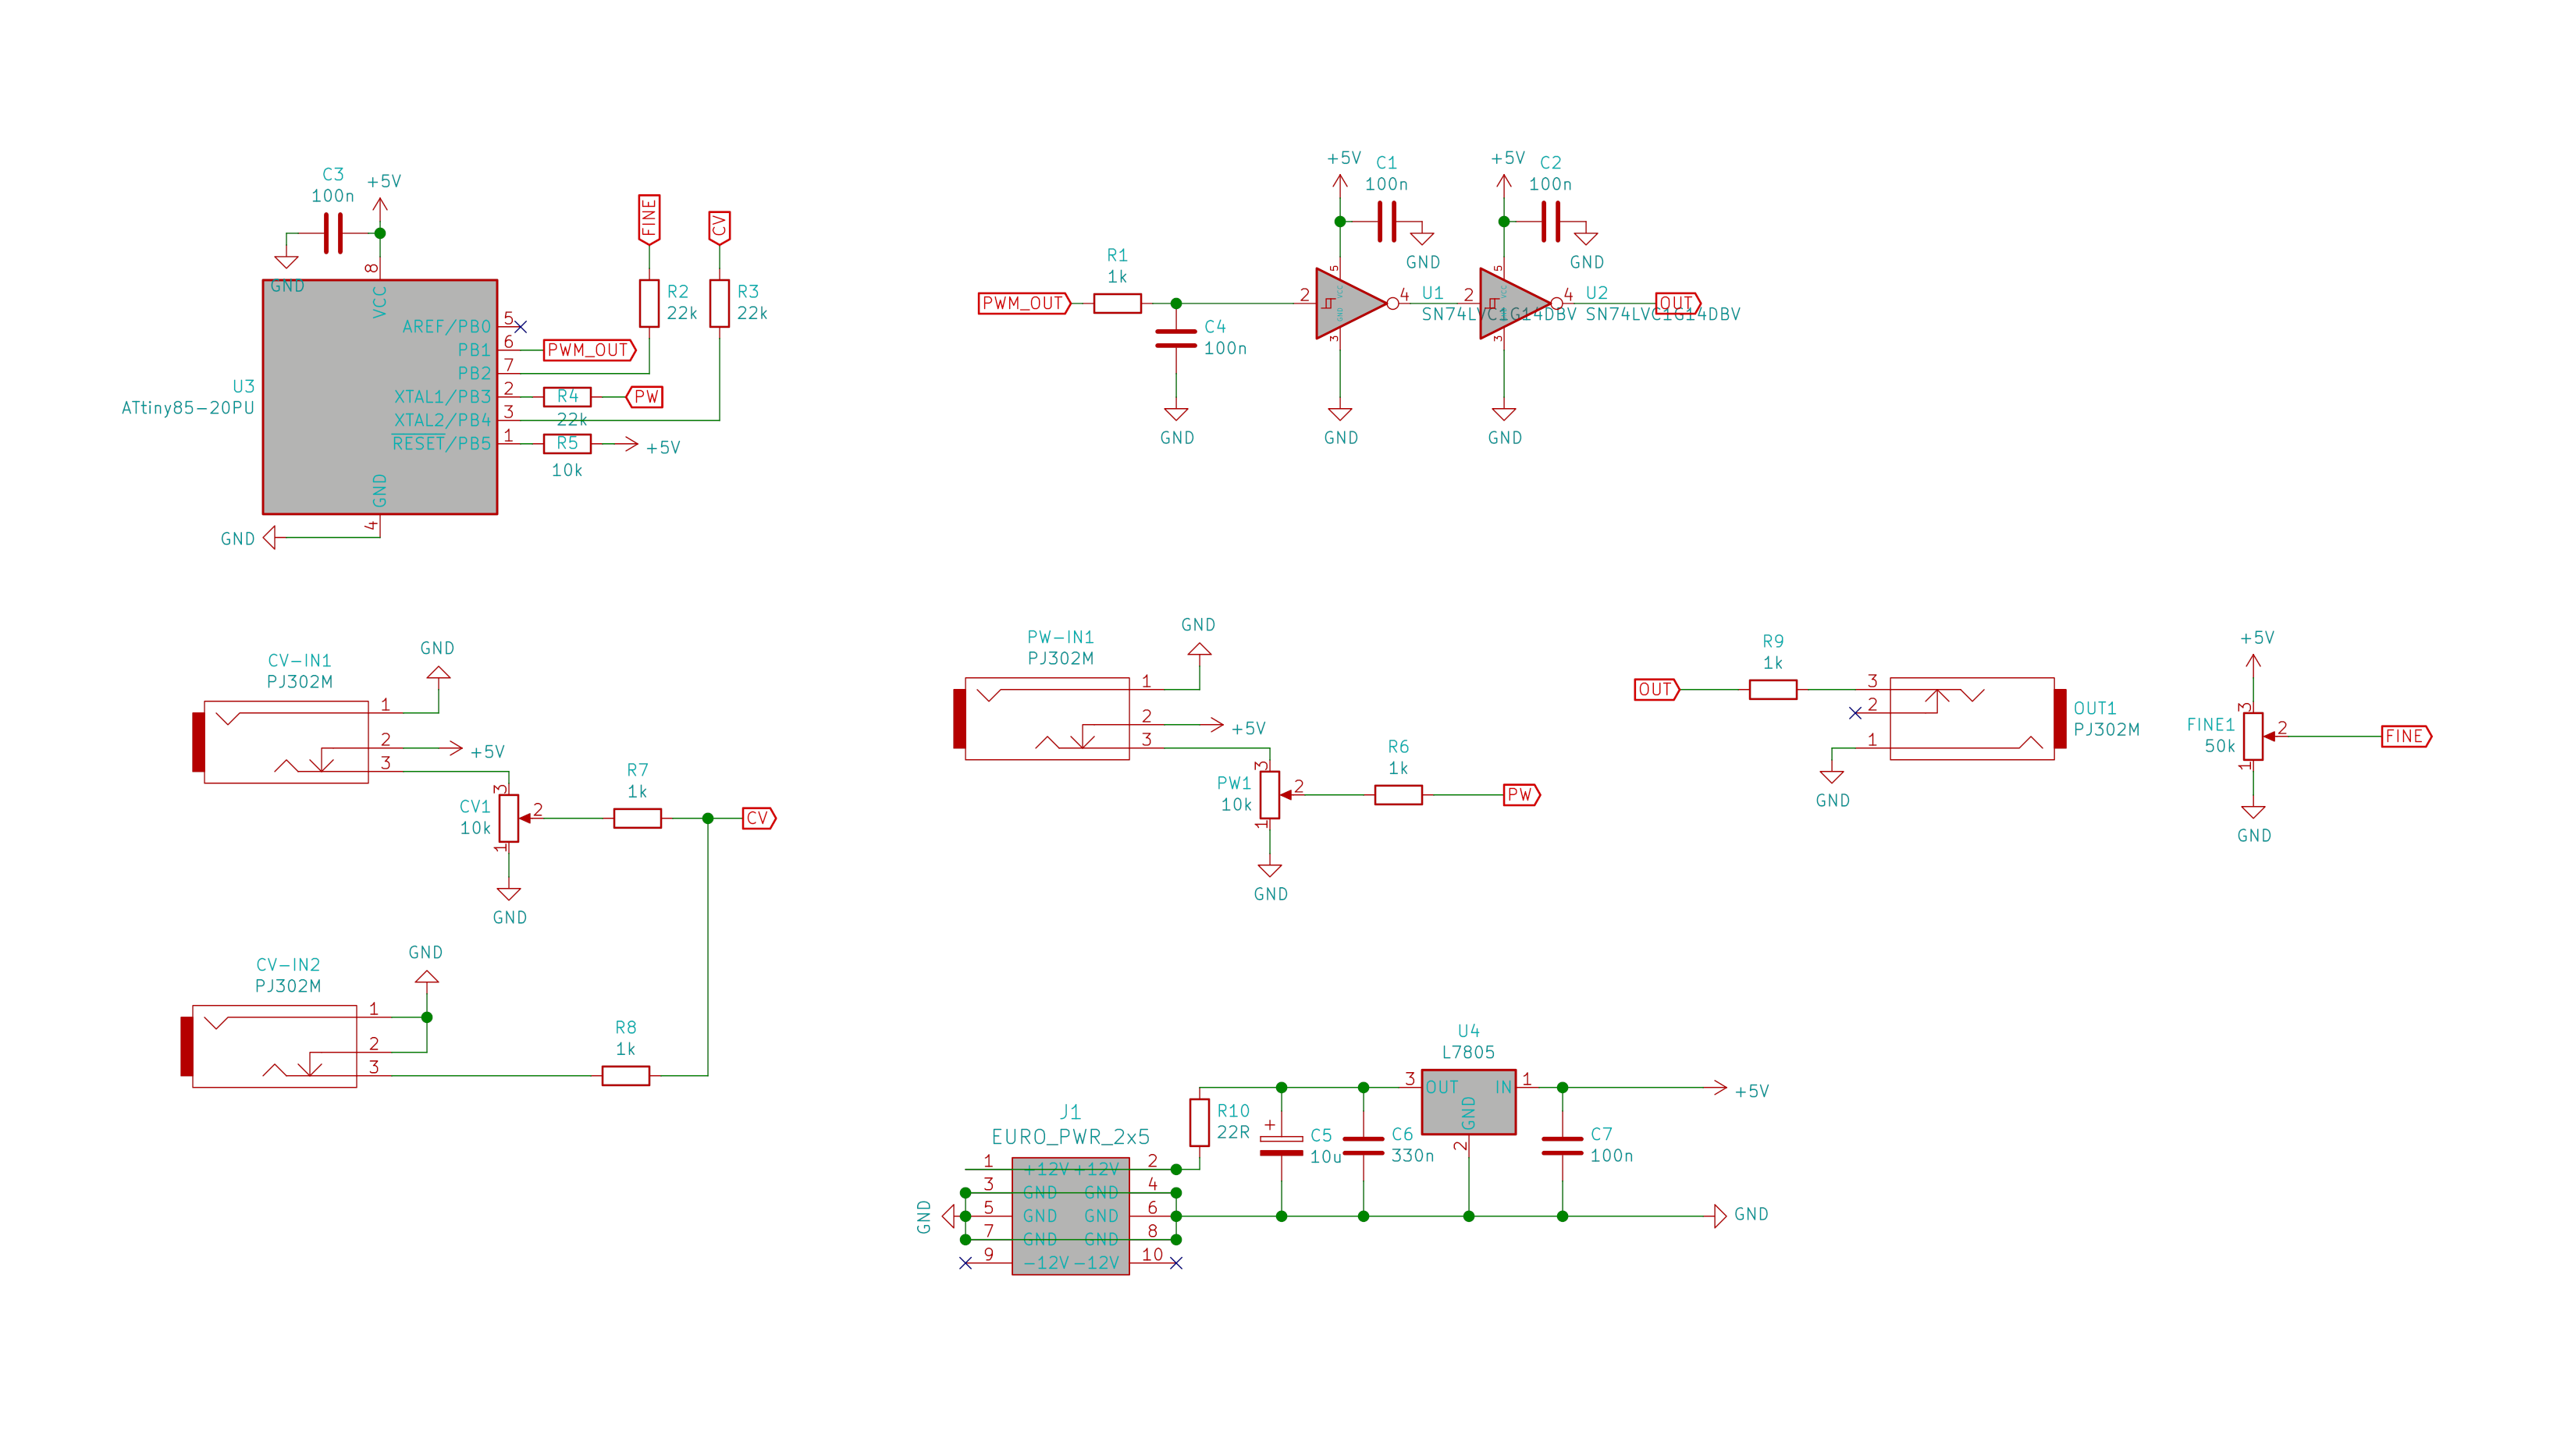 C3
100n
+5V
GND
8
VCC
FINE
CV
R2
22k
R3
22k
AREF/PB0
5
PB1
6
PWM_OUT
PB2
7
XTAL1/PB3
2
R4
22k
PW
XTAL2/PB4
3
RESET/PB5
1
R5
10k
+5V
U3
ATtiny85-20PU
GND
4
GND
PWM_OUT
R1
1k
C4
100n
GND
+5V
C1
100n
GND
2
5
VCC
GND
3
4
U1
SN74LVC1G14DBV
GND
+5V
C2
100n
GND
2
5
VCC
GND
3
4
U2
SN74LVC1G14DBV
GND
OUT
CV-IN1
PJ302M
1
GND
2
+5V
3
CV1
10k
3
2
1
GND
R7
1k
CV
CV-IN2
PJ302M
GND
1
2
3
R8
1k
PW-IN1
PJ302M
1
GND
2
+5V
3
PW1
10k
3
2
1
GND
R6
1k
PW
OUT
R9
1k
3
2
1
GND
OUT1
PJ302M
+5V
FINE1
50k
3
2
1
GND
FINE
J1
EURO_PWR_2x5
1 +12V +12V 2
3 GND GND 4
5 GND GND 6
7 GND GND 8
9 -12V -12V 10
GND
R10
22R
+
C5
10u
C6
330n
U4
L7805
3 OUT IN 1
GND
2
C7
100n
+5V
GND